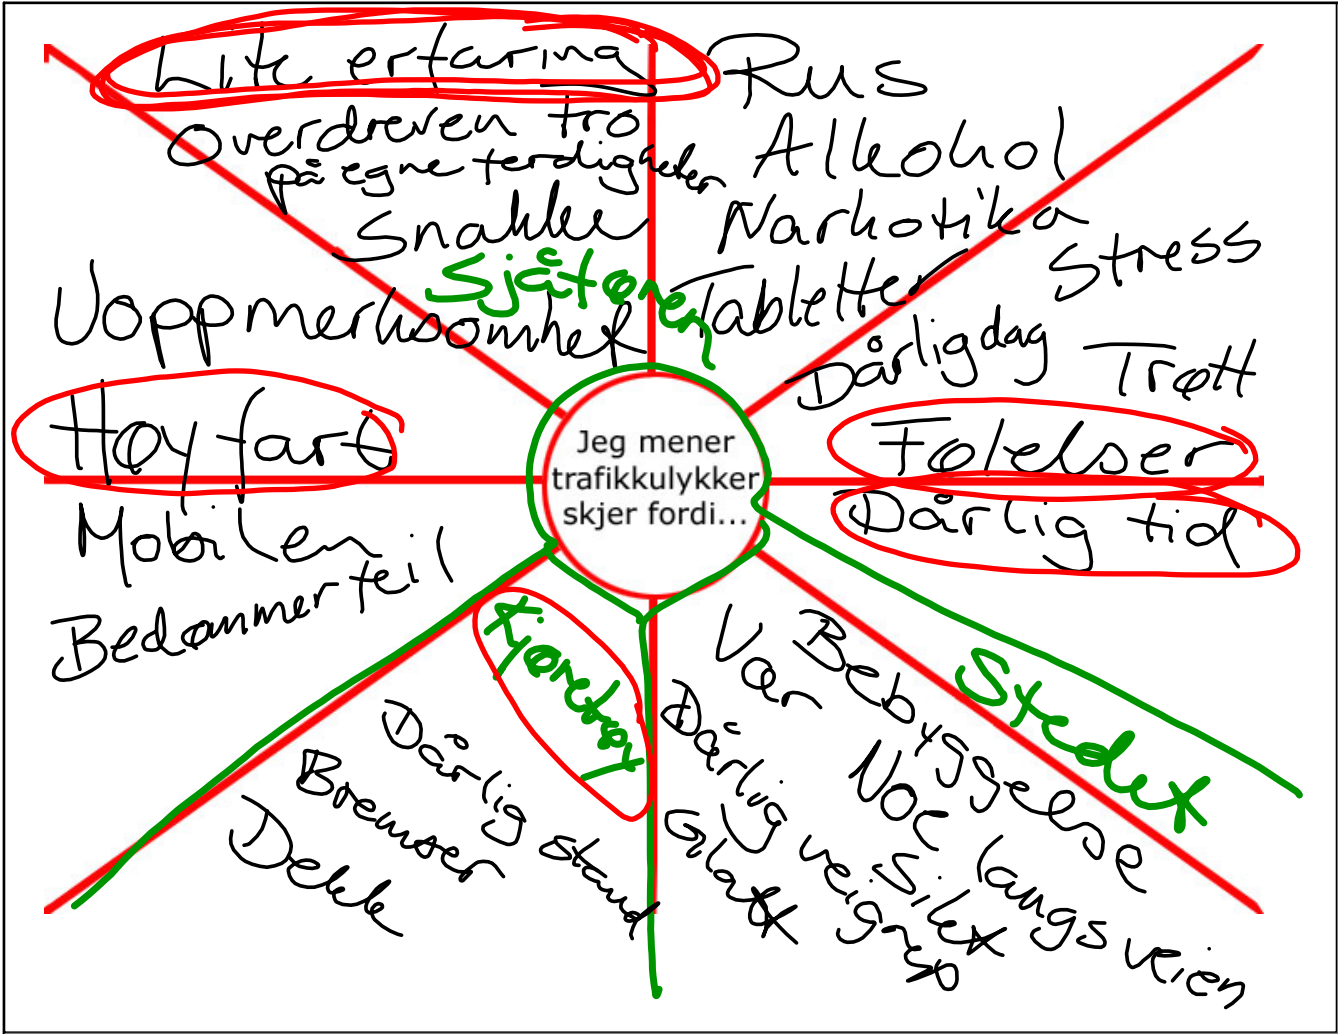 Lite erfaring
Overdreven tro
på egne ferdigheter
Snakke
Sjåføren
Uoppmerksomhet
Høy fart
Mobilen
Bedømmer feil
Rus
Alkohol
Narkotika
Tabletter
Stress
Dårlig dag
Trøtt
Følelser
Dårlig tid
Jeg mener
trafikkulykker
skjer fordi...
Kjøretøy
Dårlig stand
Bremser
Dekk
Stedet
Vær
Bebyggelse
Noe langs veien
Sikt
Dårlig veigrep
Glatt